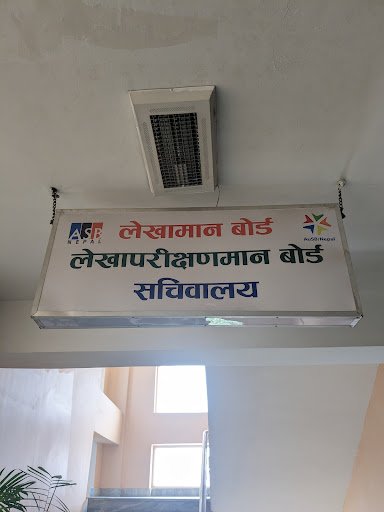 ASB
NEPAL
लेखामान बोर्ड
AuSB:Nepal
लेखापरीक्षणमान बोर्ड
सचिवालय